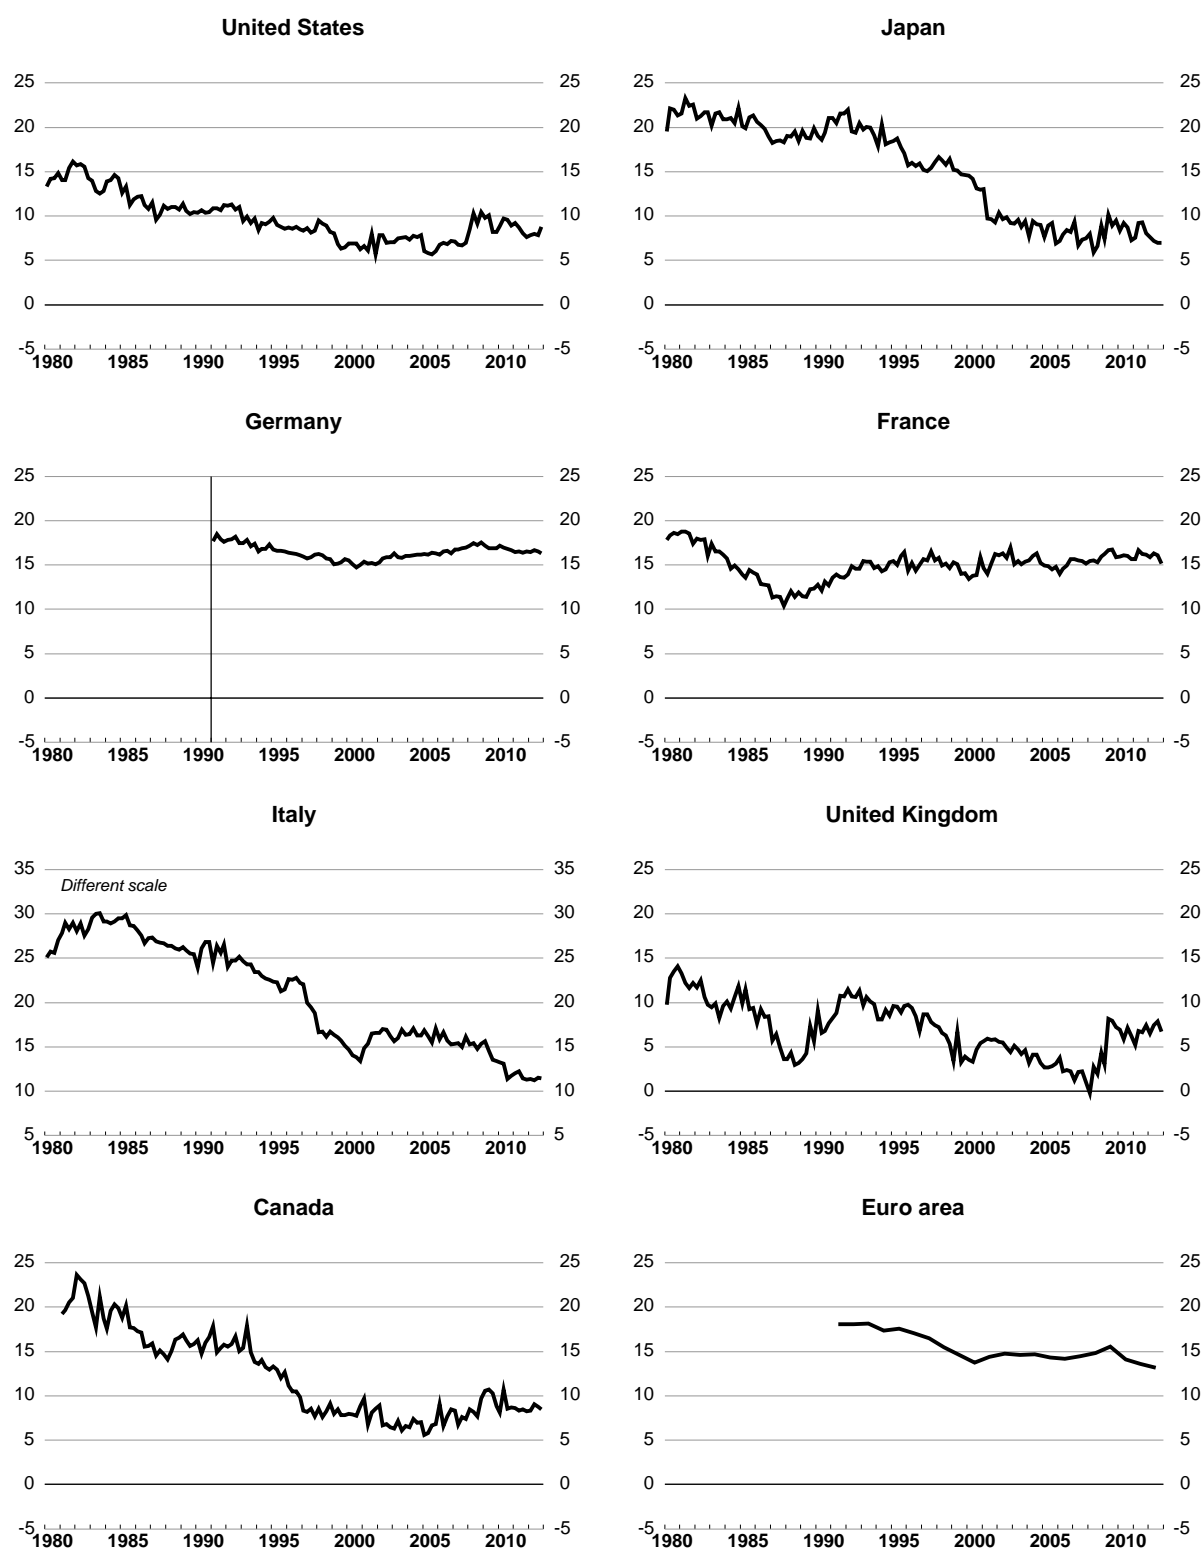 United States
Japan
25 25 25 25
20 20 20 20
15 15 15 15
10 10 10 10
5 5 5 5
0 0 0 0
-5 -5 -5 -5
1980 1985 1990 1995 2000 2005 2010 1980 1985 1990 1995 2000 2005 2010
Germany
France
25 25 25 25
20 20 20 20
15 15 15 15
10 10 10 10
5 5 5 5
0 0 0 0
-5 -5 -5 -5
1980 1985 1990 1995 2000 2005 2010 1980 1985 1990 1995 2000 2005 2010
Italy
United Kingdom
35 35 25 25
Different scale
30 30 20 20
25 25 15 15
20 20 10 10
15 15 5 5
10 10 0 0
5 5 -5 -5
1980 1985 1990 1995 2000 2005 2010 1980 1985 1990 1995 2000 2005 2010
Canada
Euro area
25 25 25 25
20 20 20 20
15 15 15 15
10 10 10 10
5 5 5 5
0 0 0 0
-5 -5 -5 -5
1980 1985 1990 1995 2000 2005 2010 1980 1985 1990 1995 2000 2005 2010